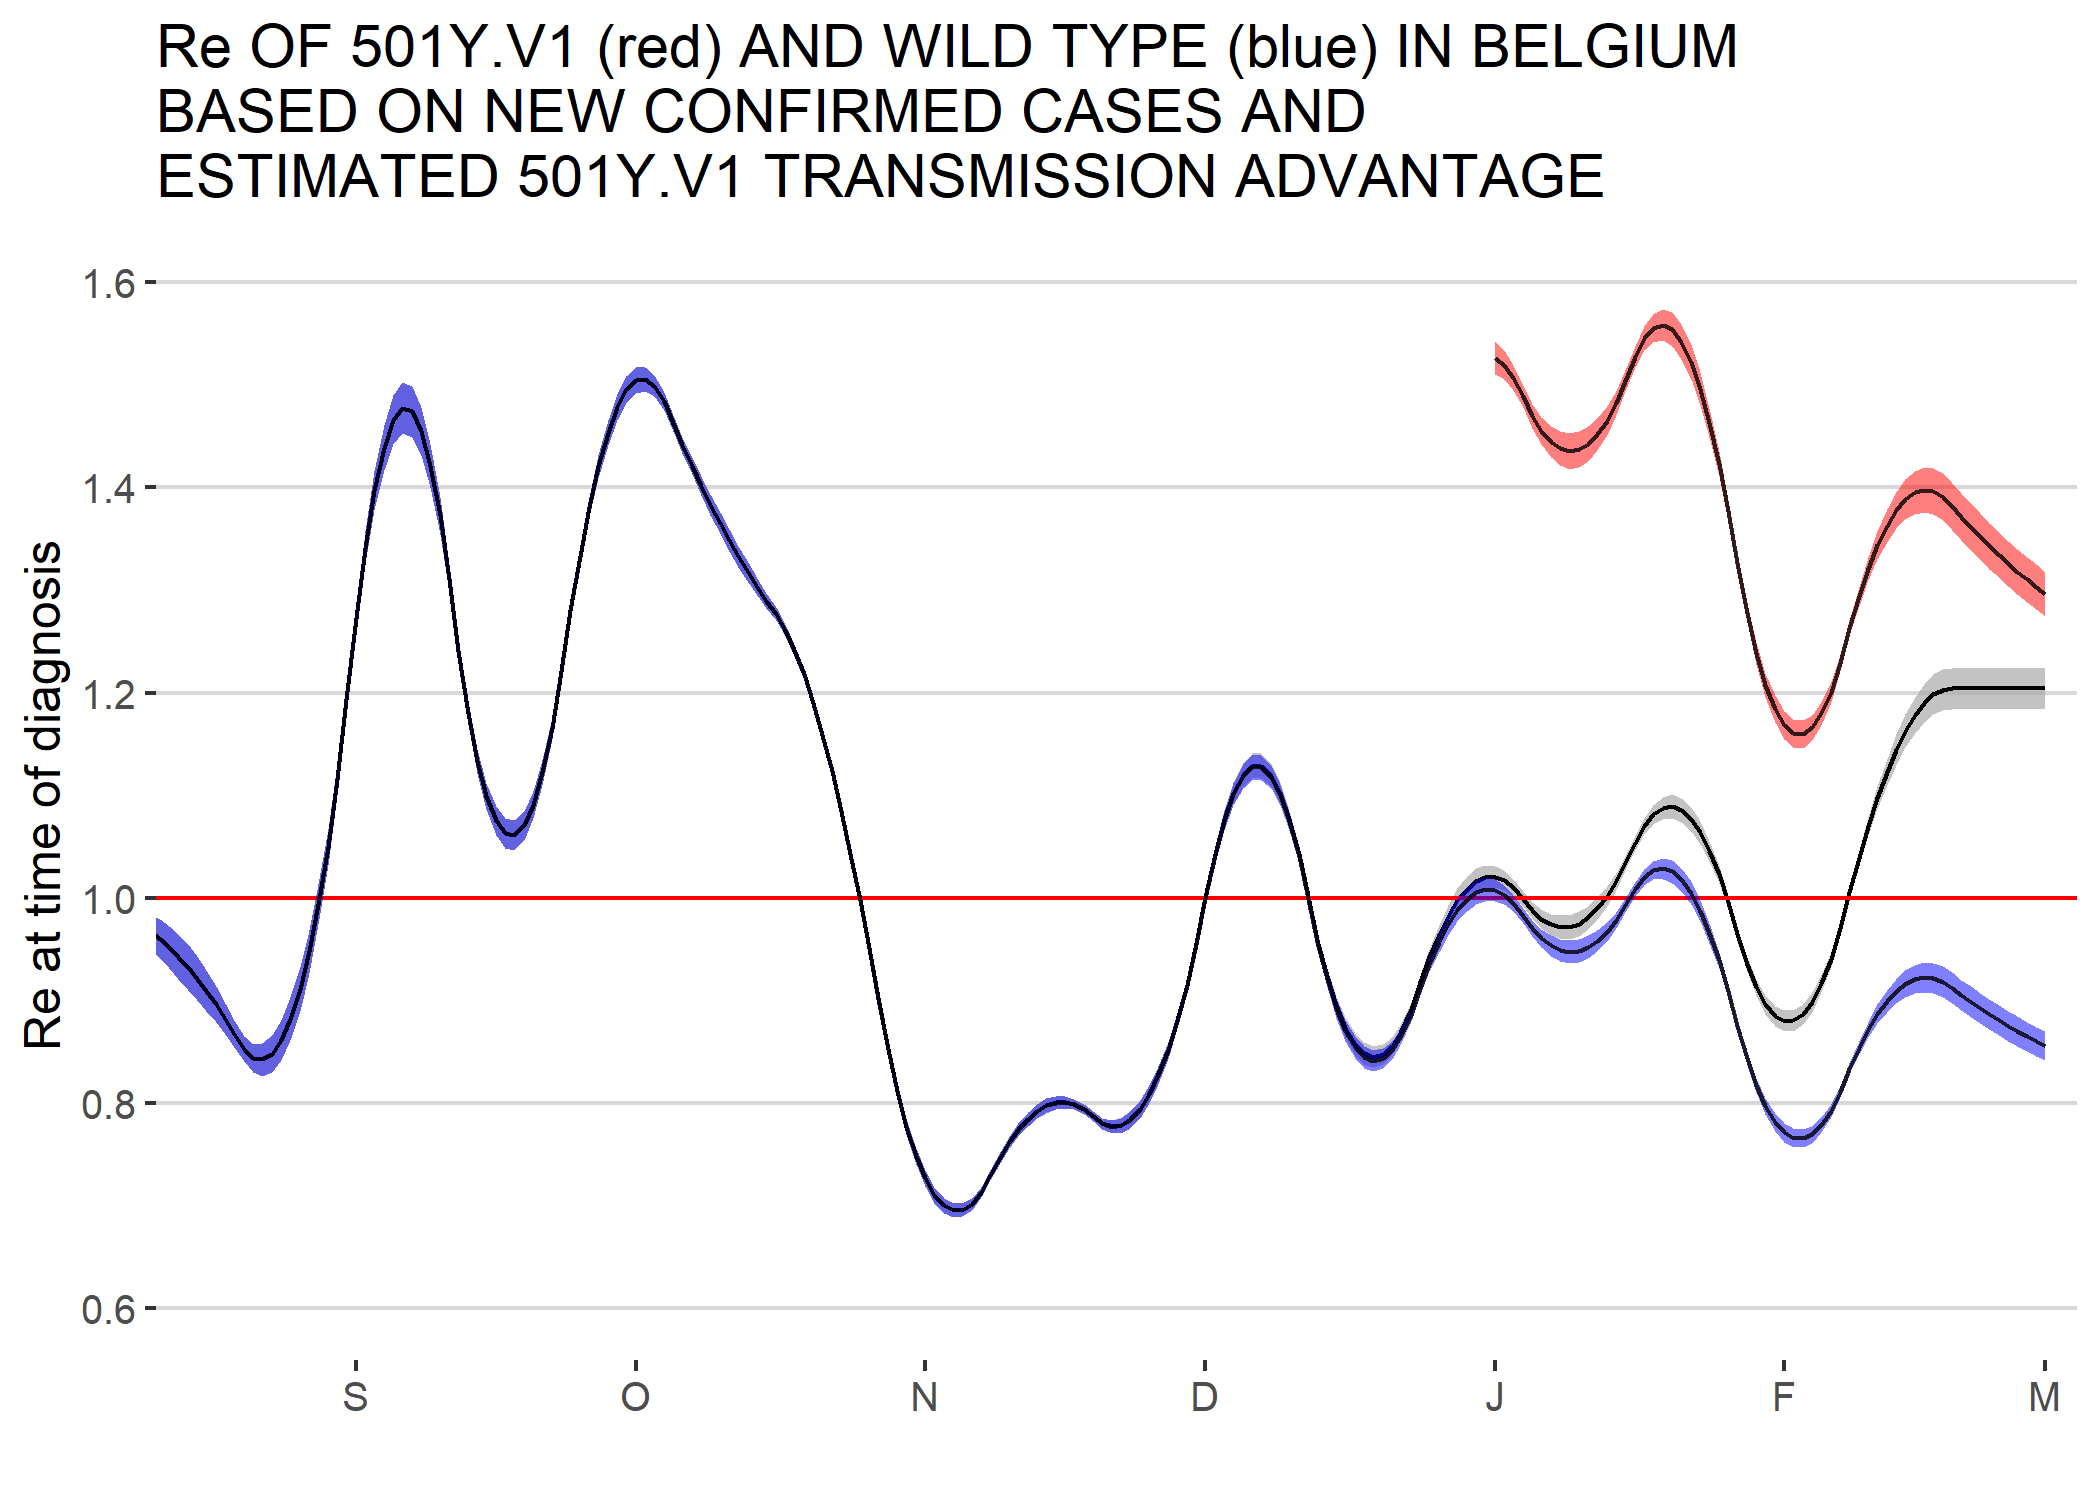 Re OF 501Y.V1 (red) AND WILD TYPE (blue) IN BELGIUM
BASED ON NEW CONFIRMED CASES AND
ESTIMATED 501Y.V1 TRANSMISSION ADVANTAGE
Re at time of diagnosis
1.6
1.4
1.2
1.0
0.8
0.6
S O N D J F M